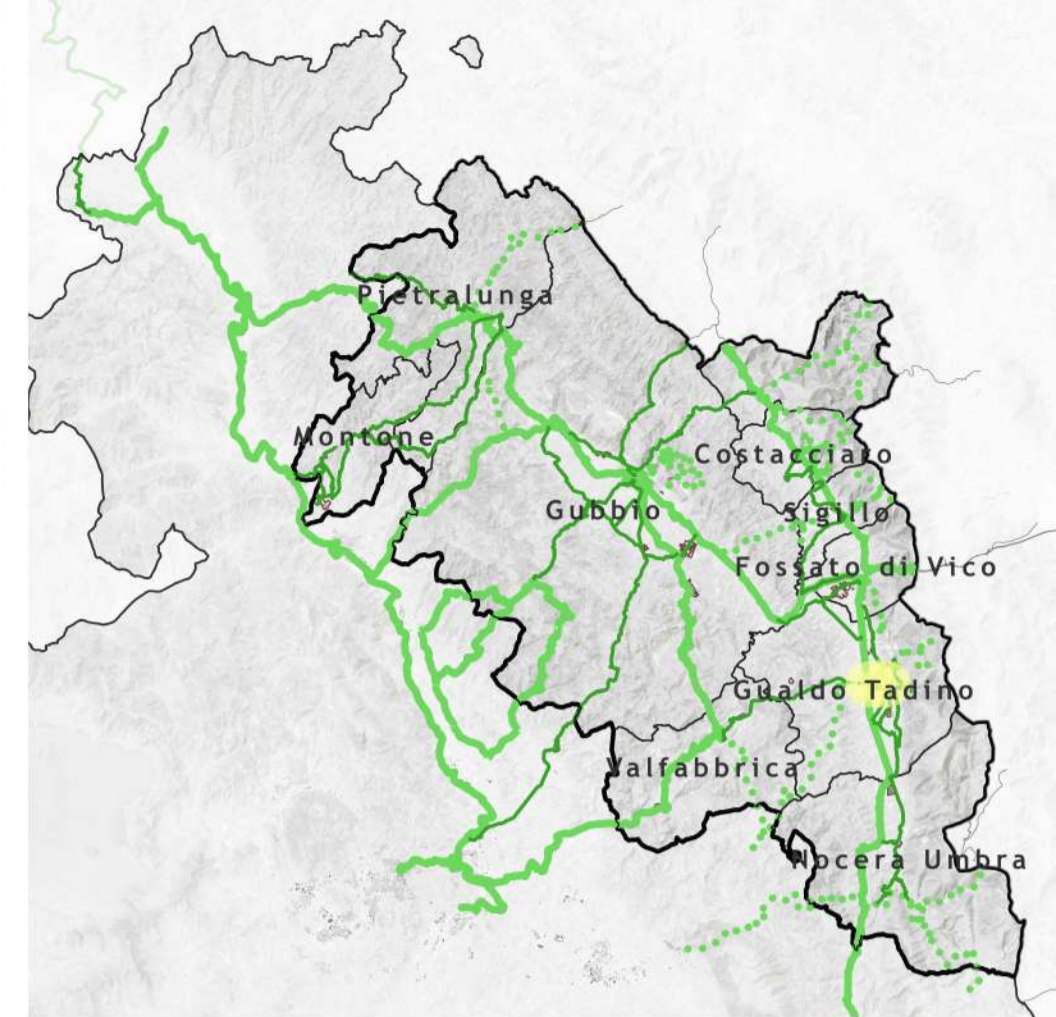 Pietralunga
Montone
Costacciaro
Gubbio
Sigillo
Fossato di Vico
Gualdo Tadino
Valfabbrica
Nocera Umbra